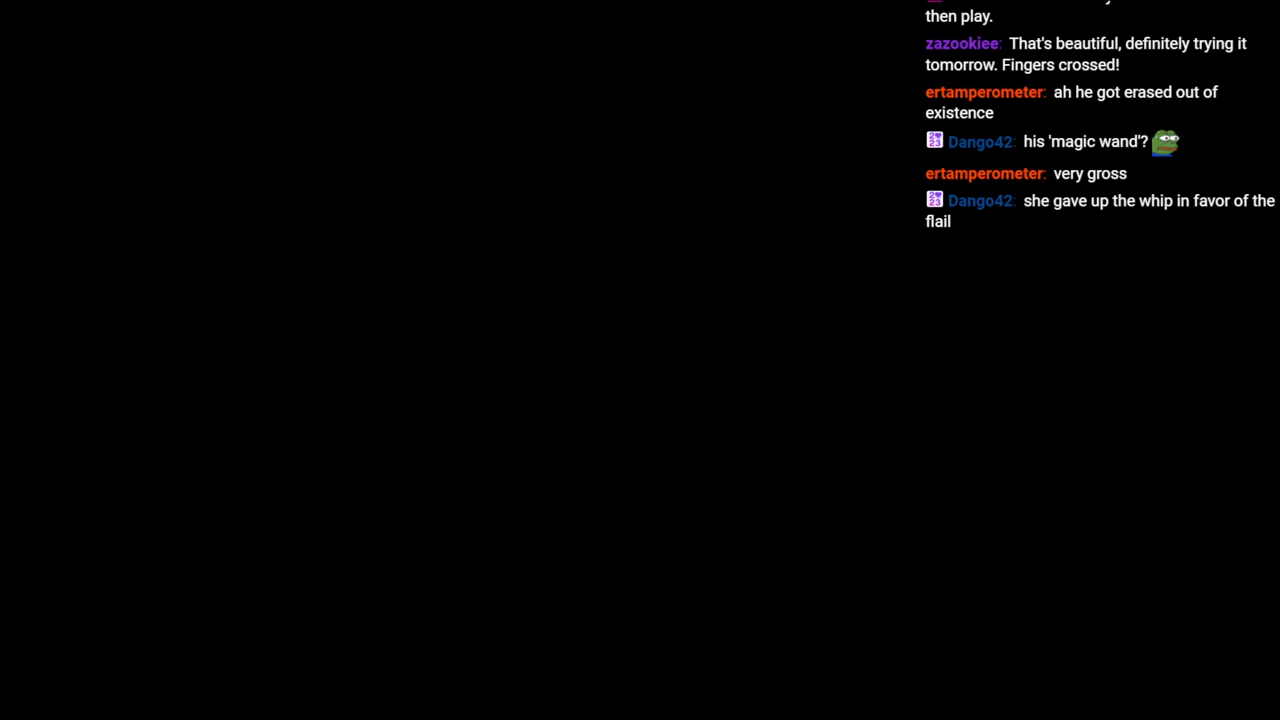 then play.
zazookiee: That's beautiful, definitely trying it
tomorrow. Fingers crossed!
ertamperometer: ah he got erased out of
existence
Dango42: his 'magic wand'?
ertamperometer: very gross
Dango42: she gave up the whip in favor of the
flail